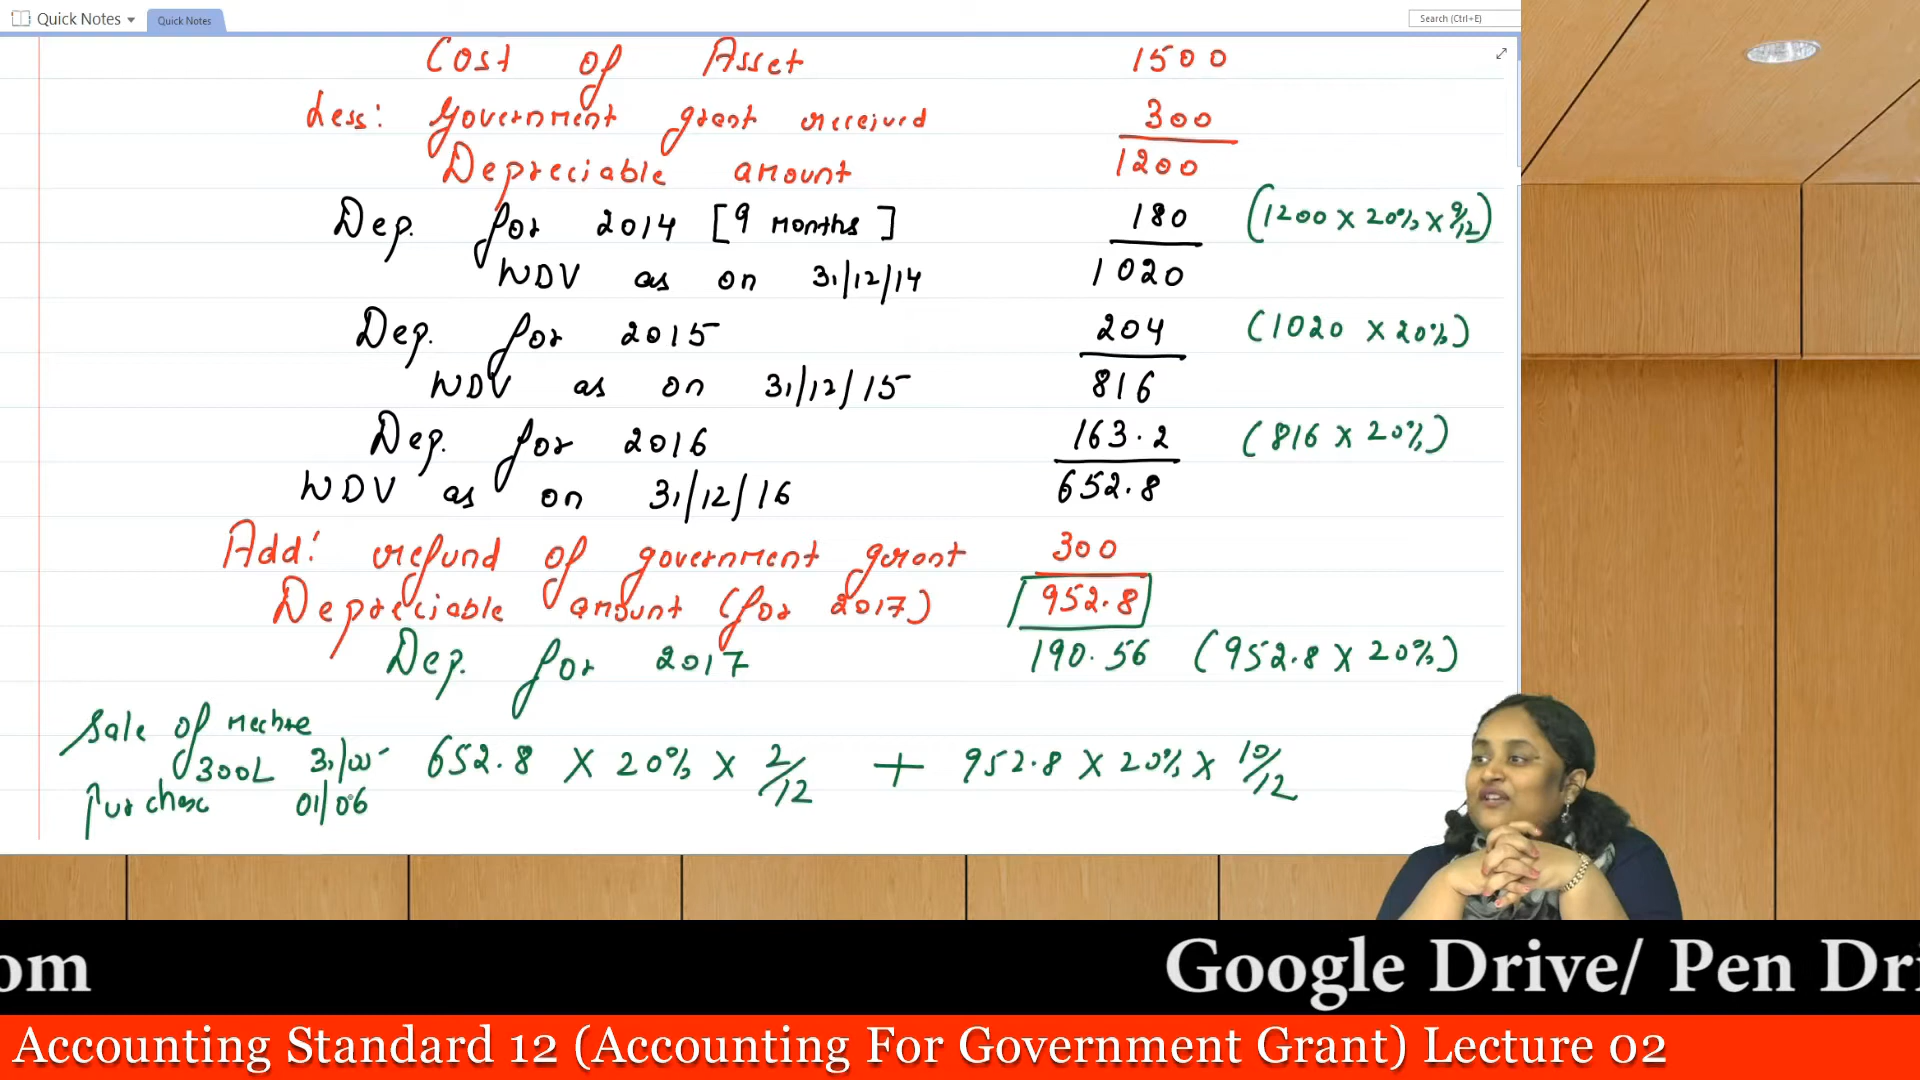 Quick Notes
Quick Notes
Search (Ctrl+E)
Cost of Asset 1500
Less: Government grant received 300
Depreciable amount 1200
Dep. for 2014 [9 Months] 180 (1200 x 20% x 9/12)
WDV as on 31/12/14 1020
Dep. for 2015 204 (1020 x 20%)
WDV as on 31/12/15 816
Dep. for 2016 163.2 (816 x 20%)
WDV as on 31/12/16 652.8
Add: refund of government grant 300
Depreciable amount (for 2017) 952.8
Dep. for 2017 190.56 (952.8 x 20%)
Sale of
300L 652.8 x 20% x 2/12 + 952.8 x 20% x 10/12
Purchase 01/06
om Google Drive/ Pen Dri
Accounting Standard 12 (Accounting For Government Grant) Lecture 02